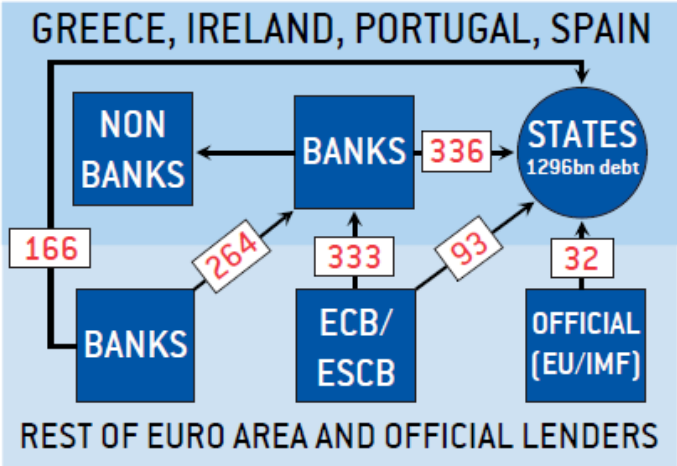 GREECE, IRELAND, PORTUGAL, SPAIN
NON
BANKS
BANKS
336
STATES
1296bn debt
166
264
333
93
32
BANKS
ECB/
ESCB
OFFICIAL
(EU/IMF)
REST OF EURO AREA AND OFFICIAL LENDERS